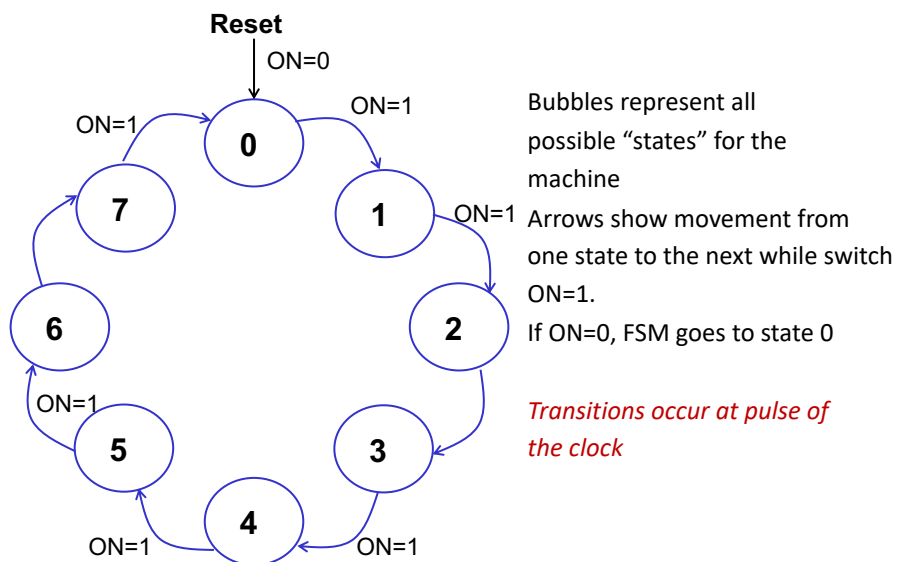 Reset
ON=0
ON=1
ON=1
0
7
1
ON=1
6
2
ON=1
5
3
4
ON=1
ON=1
Bubbles represent all
possible “states” for the
machine
Arrows show movement from
one state to the next while switch
ON=1.
If ON=0, FSM goes to state 0
Transitions occur at pulse of
the clock